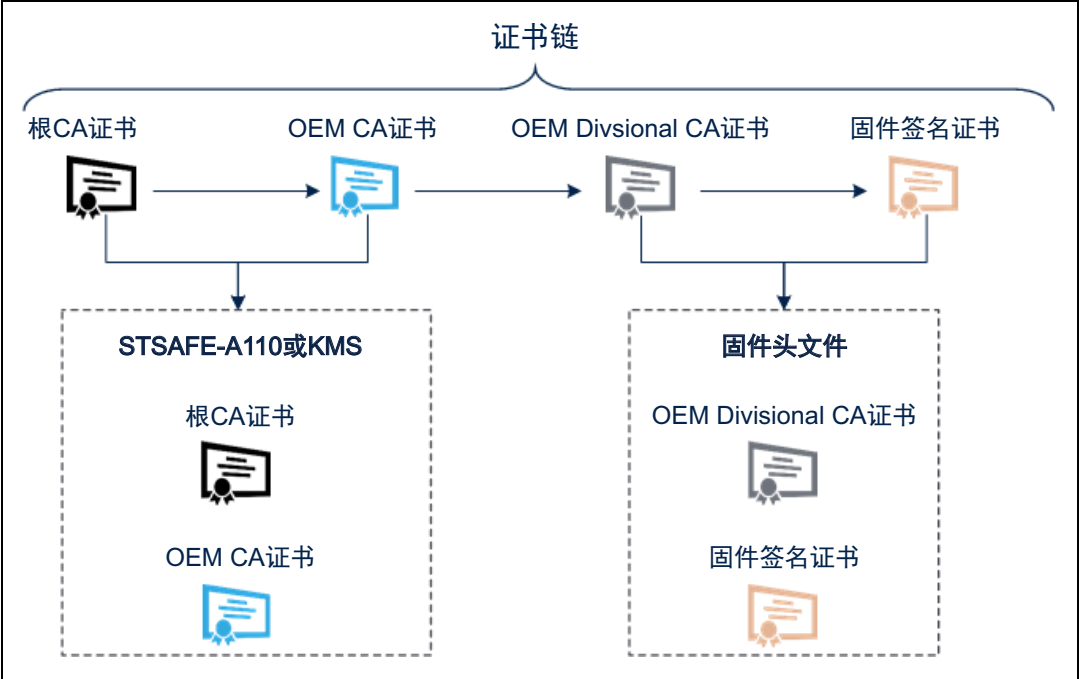 证书链
根CA证书
OEM CA证书
OEM Divsional CA证书
固件签名证书
STSAFE-A110或KMS
根CA证书
OEM CA证书
固件头文件
OEM Divisional CA证书
固件签名证书